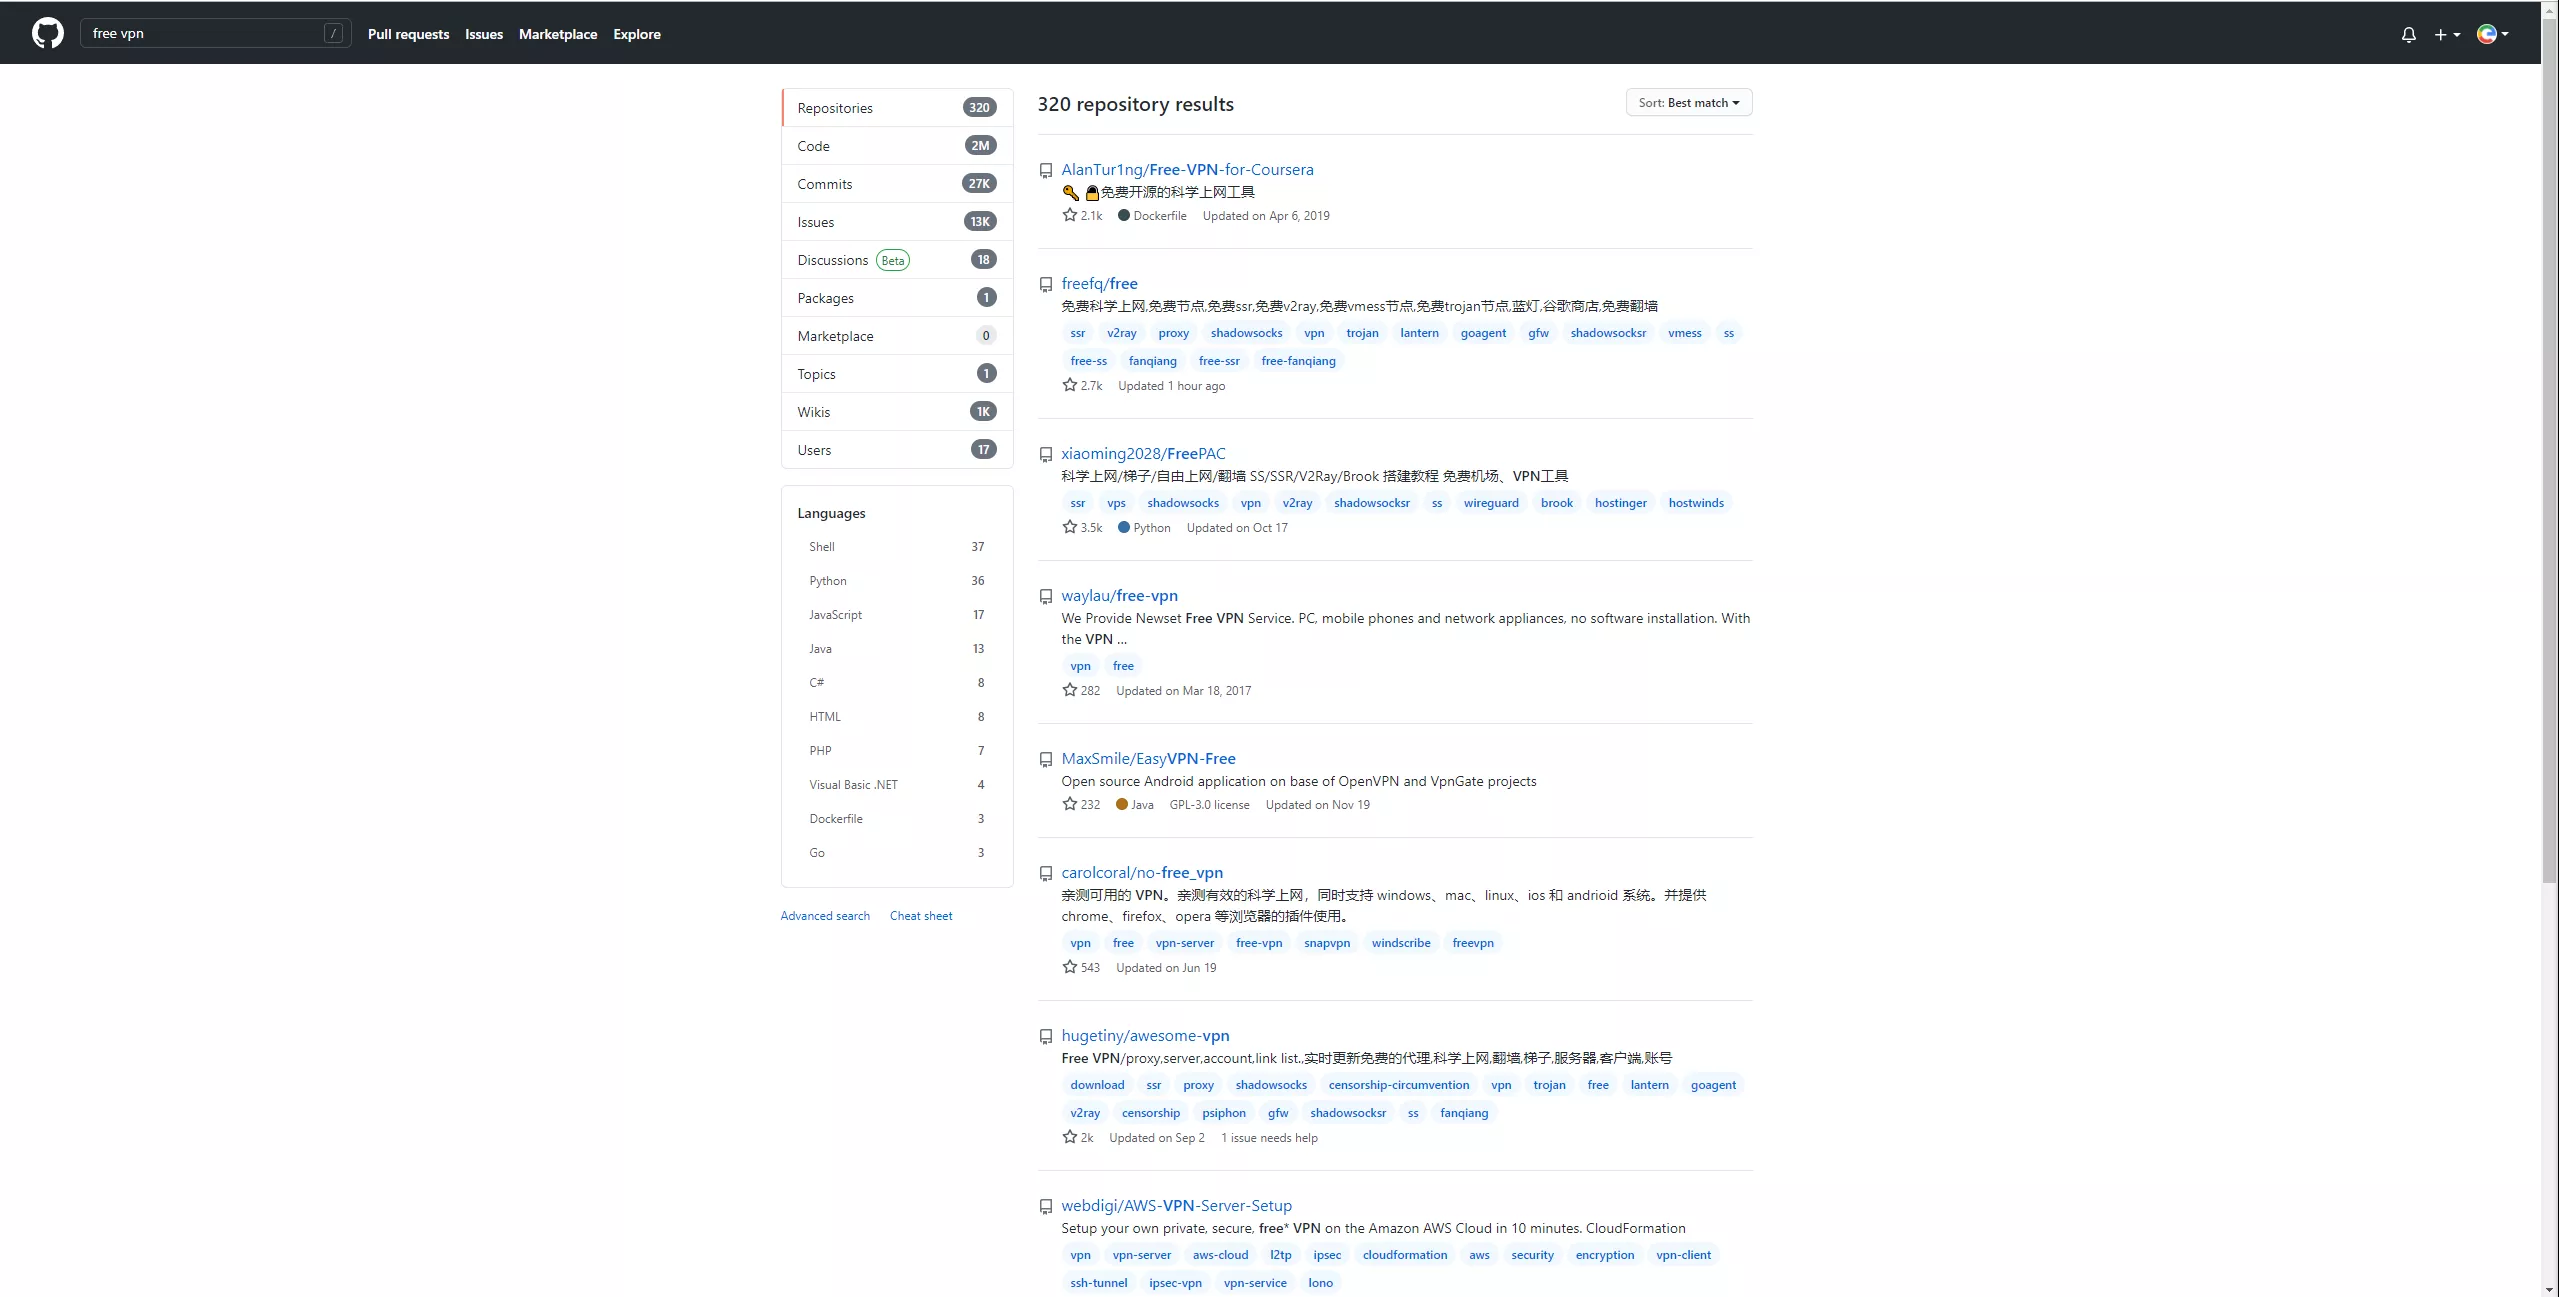 free vpn /
Pull requests Issues Marketplace Explore
Repositories 320
Code 2M
Commits 27K
Issues 13K
Discussions Beta 18
Packages 1
Marketplace 0
Topics 1
Wikis 1K
Users 17
Languages
Shell 37
Python 36
JavaScript 17
Java 13
C# 8
HTML 8
PHP 7
Visual Basic .NET 4
Dockerfile 3
Go 3
Advanced search Cheat sheet
320 repository results
Sort: Best match
AlanTur1ng/Free-VPN-for-Coursera
免费开源的科学上网工具
2.1k Dockerfile Updated on Apr 6, 2019
freefq/free
免费科学上网,免费节点,免费ssr,免费v2ray,免费vmess节点,免费trojan节点,蓝灯,谷歌商店,免费翻墙
ssr v2ray proxy shadowsocks vpn trojan lantern goagent gfw shadowsocksr vmess ss
free-ss fanqiang free-ssr free-fanqiang
2.7k Updated 1 hour ago
xiaoming2028/FreePAC
科学上网/梯子/自由上网/翻墙 SS/SSR/V2Ray/Brook 搭建教程 免费机场、VPN工具
ssr vps shadowsocks vpn v2ray shadowsocksr ss wireguard brook hostinger hostwinds
3.5k Python Updated on Oct 17
waylau/free-vpn
We Provide Newset Free VPN Service. PC, mobile phones and network appliances, no software installation. With
the VPN ...
vpn free
282 Updated on Mar 18, 2017
MaxSmile/EasyVPN-Free
Open source Android application on base of OpenVPN and VpnGate projects
232 Java GPL-3.0 license Updated on Nov 19
carolcoral/no-free_vpn
亲测可用的 VPN。亲测有效的科学上网，同时支持 windows、mac、linux、ios 和 andrioid 系统。并提供
chrome、firefox、opera 等浏览器的插件使用。
vpn free vpn-server free-vpn snapvpn windscribe freevpn
543 Updated on Jun 19
hugetiny/awesome-vpn
Free VPN/proxy,server,account,link list.,实时更新免费的代理,科学上网,翻墙,梯子,服务器,客户端,账号
download ssr proxy shadowsocks censorship-circumvention vpn trojan free lantern goagent
v2ray censorship psiphon gfw shadowsocksr ss fanqiang
2k Updated on Sep 2 1 issue needs help
webdigi/AWS-VPN-Server-Setup
Setup your own private, secure, free* VPN on the Amazon AWS Cloud in 10 minutes. CloudFormation
vpn vpn-server aws-cloud l2tp ipsec cloudformation aws security encryption vpn-client
ssh-tunnel ipsec-vpn vpn-service lono